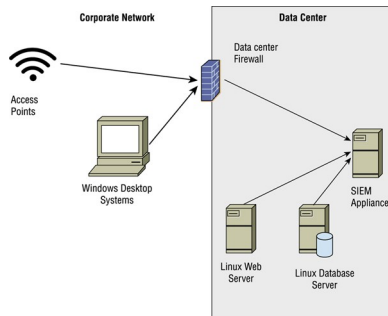 Corporate Network
Data Center
Data center
Firewall
Access
Points
Windows Desktop
Systems
SIEM
Appliance
Linux Web
Server
Linux Database
Server